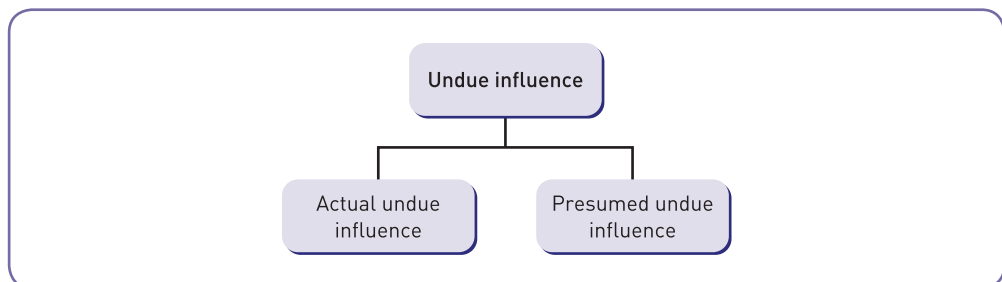 Undue influence
Actual undue
influence
Presumed undue
influence